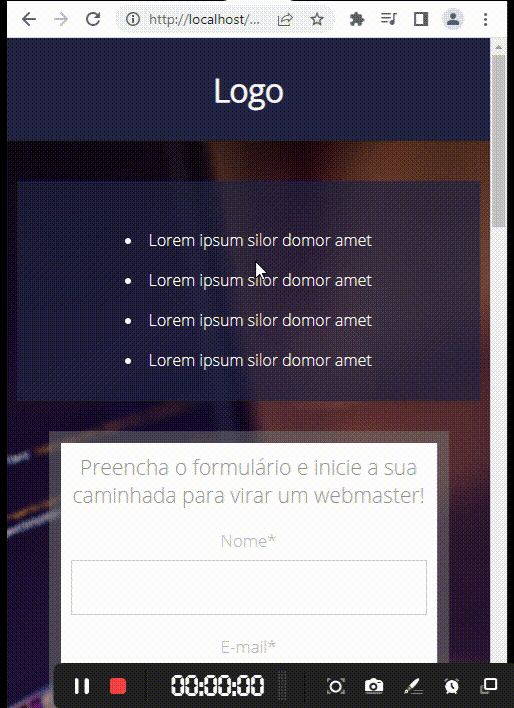 http://localhost/...
Logo
Lorem ipsum silor domor amet
Lorem ipsum silor domor amet
Lorem ipsum silor domor amet
Lorem ipsum silor domor amet
Preencha o formulário e inicie a sua
caminhada para virar um webmaster!
Nome*
E-mail*
00:00:00